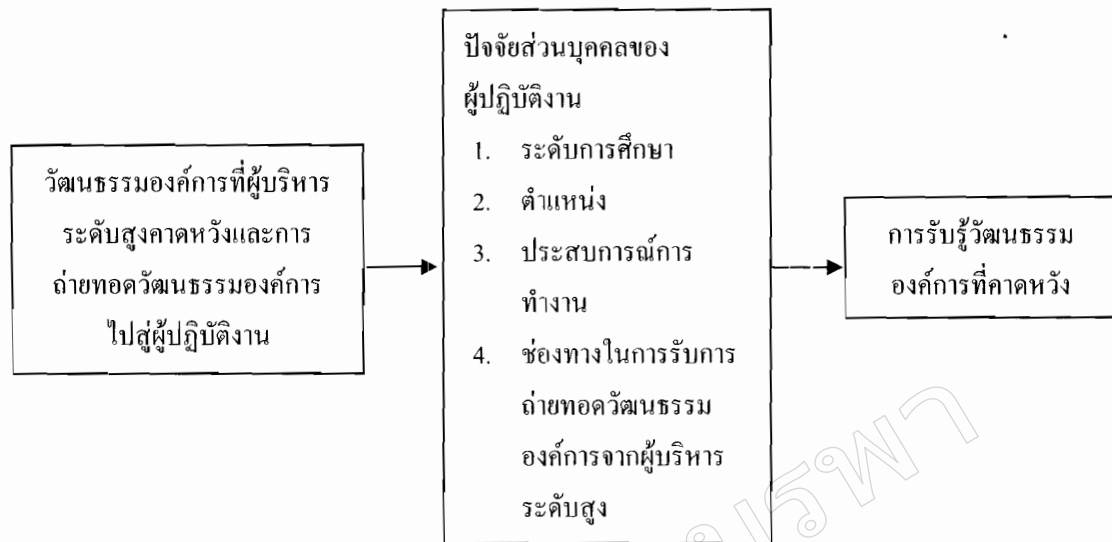 วัฒนธรรมองค์การที่ผู้บริหาร
ระดับสูงคาดหวังและการ
ถ่ายทอดวัฒนธรรมองค์การ
ไปสู่ผู้ปฏิบัติงาน
ปัจจัยส่วนบุคคลของ
ผู้ปฏิบัติงาน
1. ระดับการศึกษา
2. ตำแหน่ง
3. ประสบการณ์การ
ทำงาน
4. ช่องทางในการรับการ
ถ่ายทอดวัฒนธรรม
องค์การจากผู้บริหาร
ระดับสูง
การรับรู้วัฒนธรรม
องค์การที่คาดหวัง